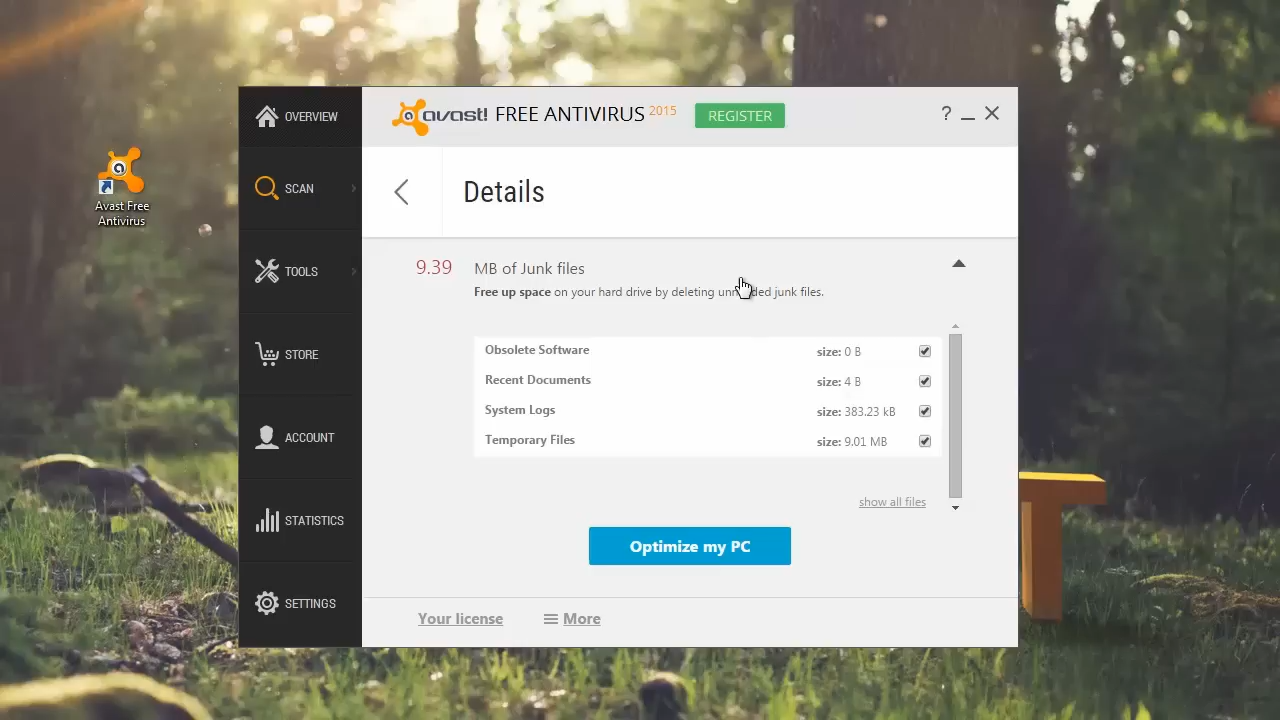 OVERVIEW
avast! FREE ANTIVIRUS 2015
REGISTER
?
SCAN
Details
Avast Free
Antivirus
TOOLS
9.39
MB of Junk files
Free up space on your hard drive by deleting junk files.
STORE
Obsolete Software size: 0 B
Recent Documents size: 4 B
System Logs size: 383.23 kB
Temporary Files size: 9.01 MB
ACCOUNT
show all files
STATISTICS
Optimize my PC
SETTINGS
Your license
More
T